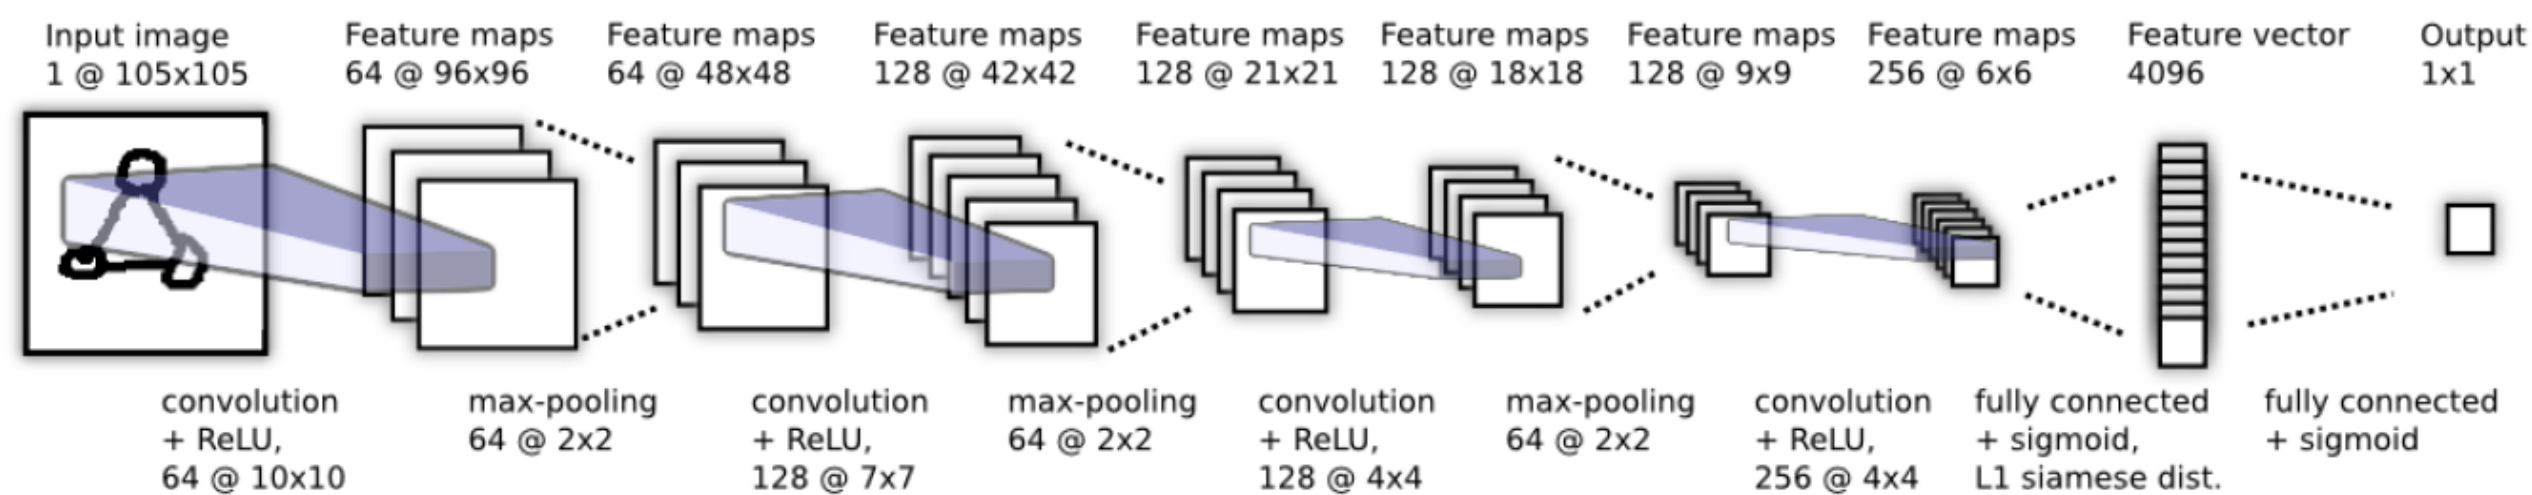 Input image
1 @ 105x105
Feature maps
64 @ 96x96
Feature maps
64 @ 48x48
Feature maps
128 @ 42x42
Feature maps
128 @ 21x21
Feature maps
128 @ 18x18
Feature maps
128 @ 9x9
Feature maps
256 @ 6x6
Feature vector
4096
Output
1x1
convolution
+ ReLU,
64 @ 10x10
max-pooling
64 @ 2x2
convolution
+ ReLU,
128 @ 7x7
max-pooling
64 @ 2x2
convolution
+ ReLU,
128 @ 4x4
max-pooling
64 @ 2x2
convolution
+ ReLU,
256 @ 4x4
fully connected
+ sigmoid,
L1 siamese dist.
fully connected
+ sigmoid